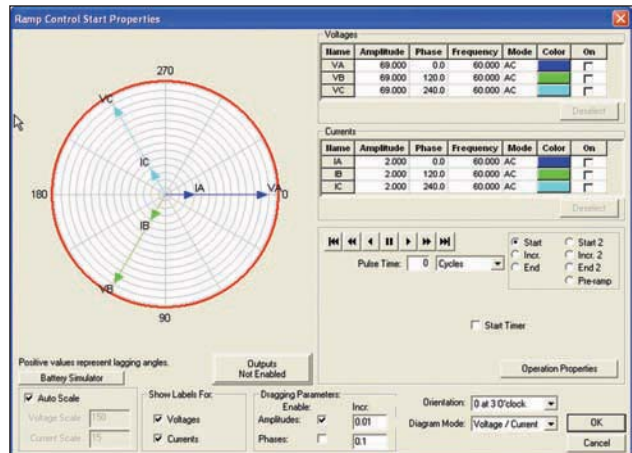 Ramp Control Start Properties
Voltages
Name Amplitude Phase Frequency Mode Color On
VA 69.000 0.0 60.000 AC
VB 69.000 120.0 60.000 AC
VC 69.000 240.0 60.000 AC
Deselect
Currents
Name Amplitude Phase Frequency Mode Color On
IA 2.000 0.0 60.000 AC
IB 2.000 120.0 60.000 AC
IC 2.000 240.0 60.000 AC
Deselect
270
VC
IC
180
IA
VA
0
IB
VB
90
Pulse Time: 0 Cycles
Start
Start 2
Incr.
Incr. 2
End
End 2
Pre-ramp
Start Timer
Operation Properties
Positive values represent lagging angles.
Battery Simulator
Outputs
Not Enabled
Auto Scale
Voltage Scale 150
Current Scale 15
Show Labels For:
Voltages
Currents
Dragging Parameters:
Enable: Incr.
Amplitudes: 0.01
Phases: 0.1
Orientation: 0 at 3 O'clock
Diagram Mode: Voltage / Current
OK
Cancel